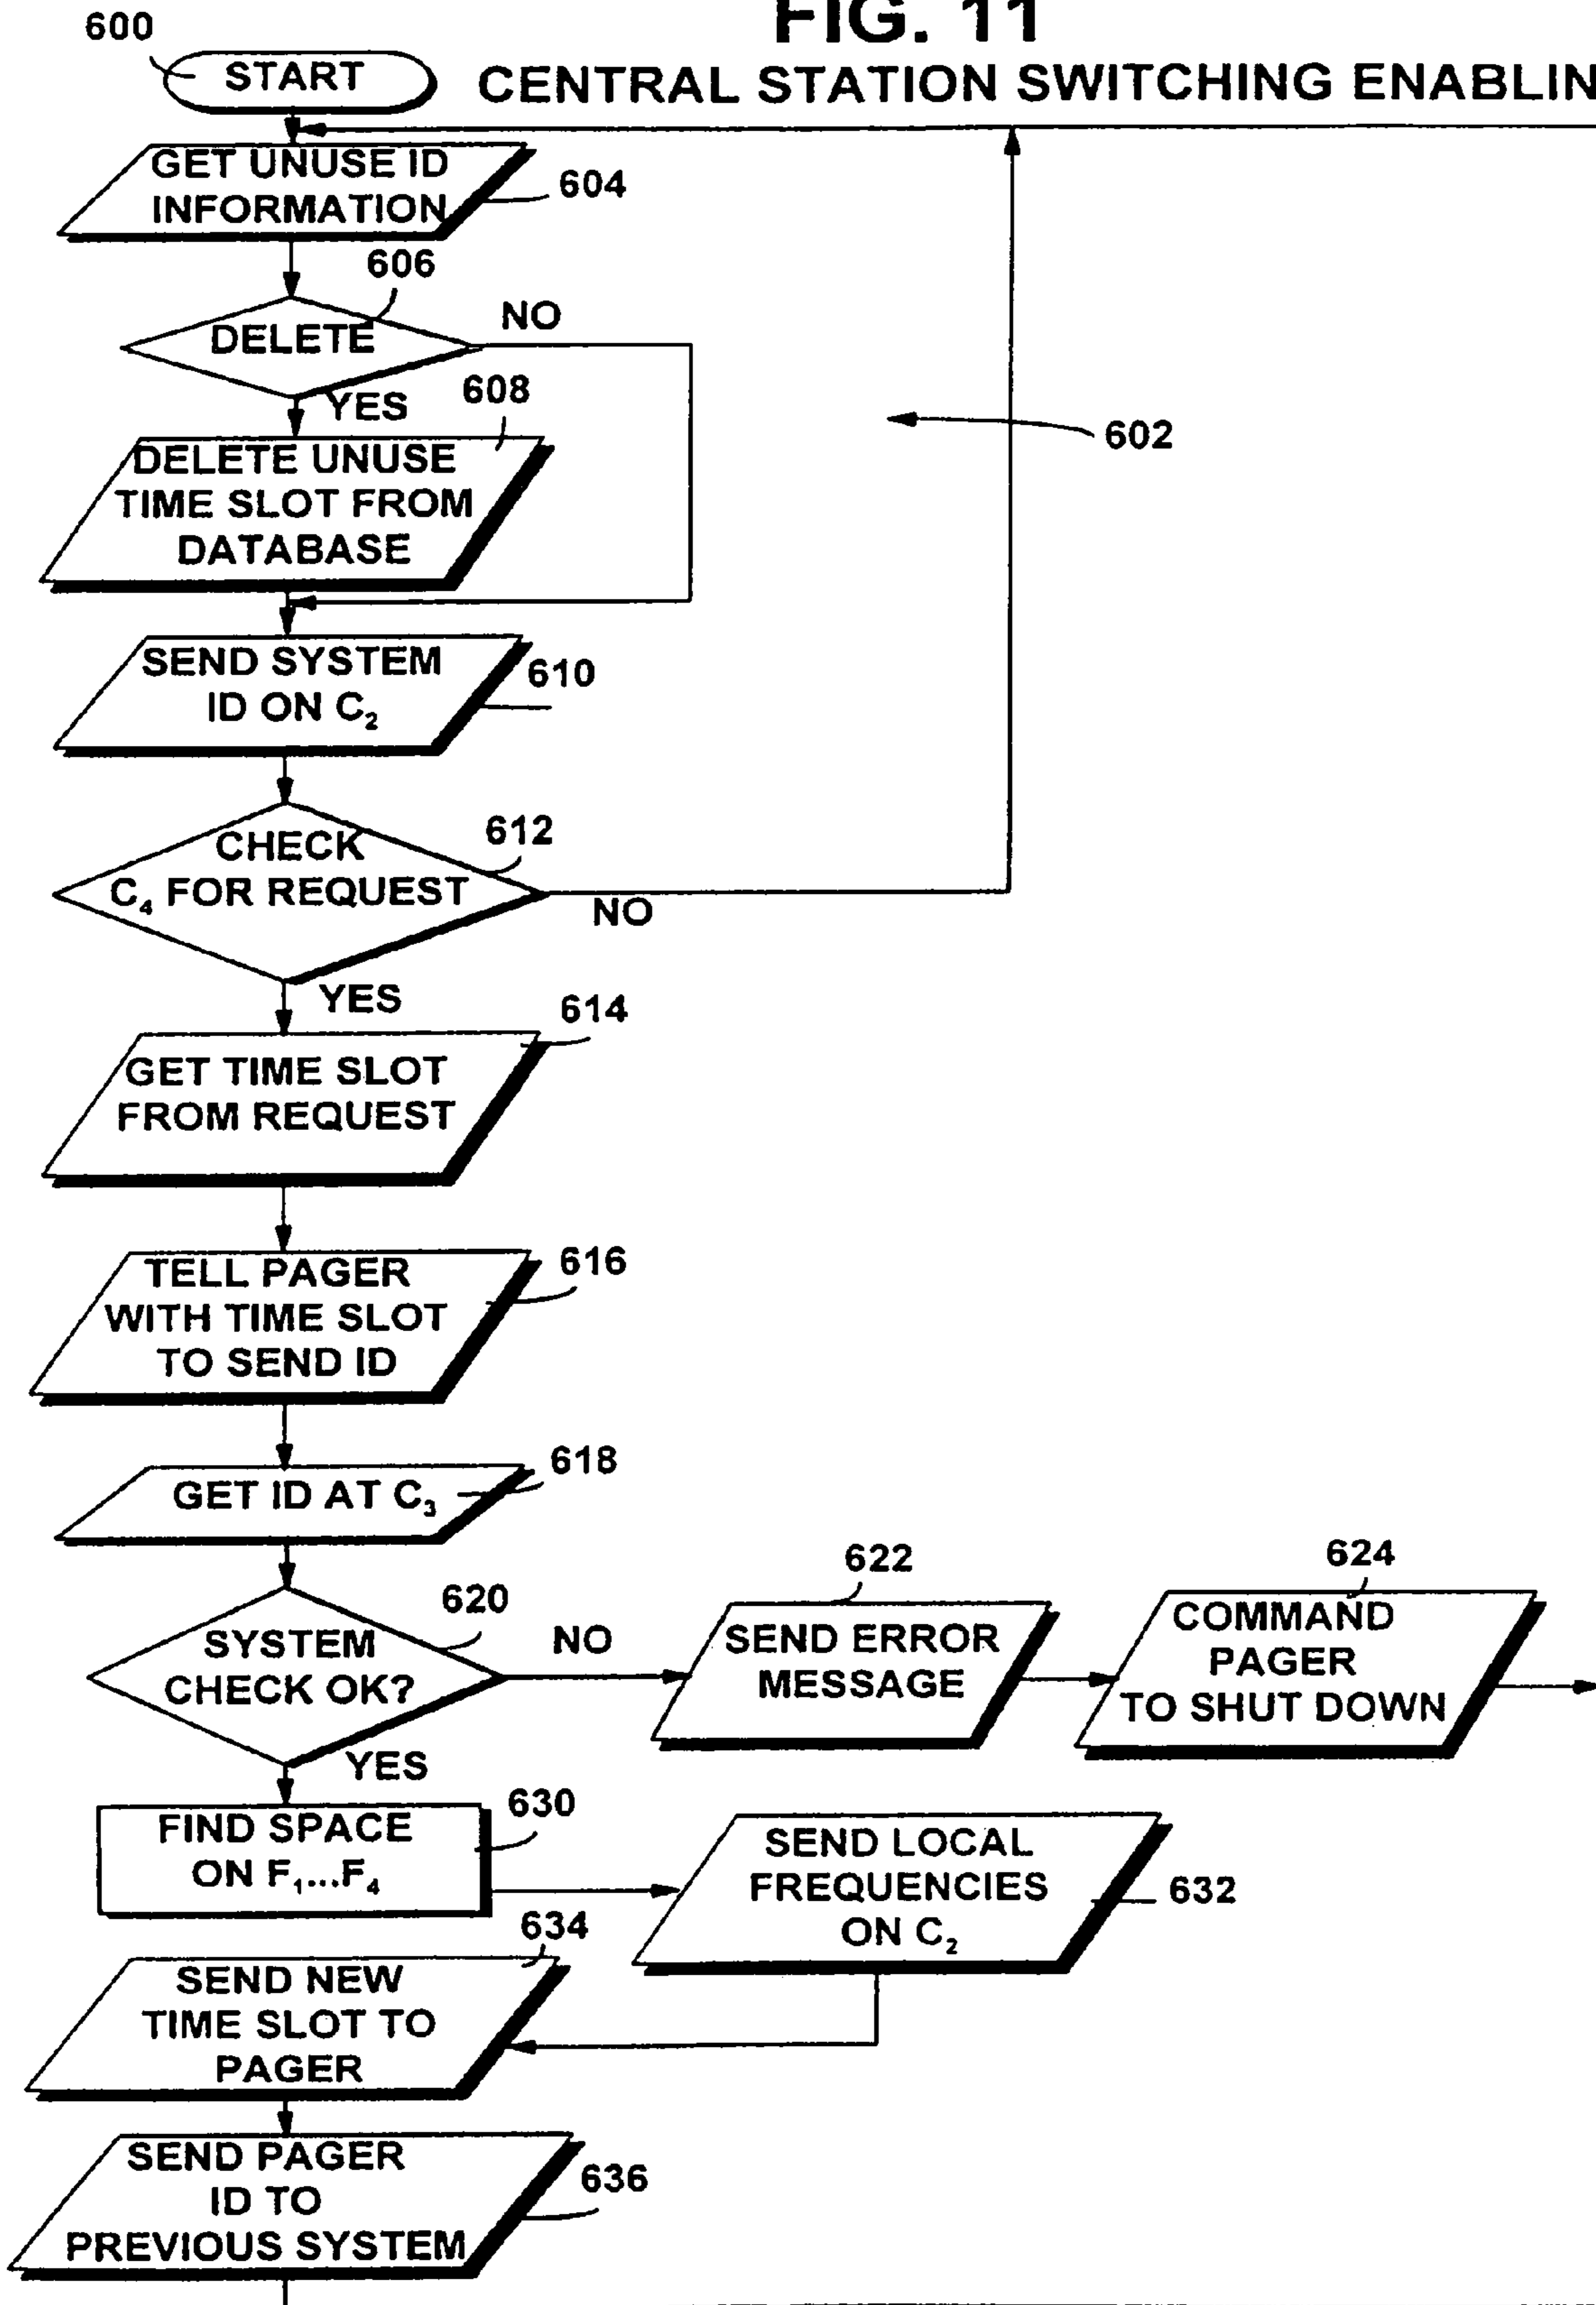 FIG. 11
600
START
CENTRAL STATION SWITCHING ENABLIN
GET UNUSE ID
INFORMATION
604
606
DELETE
NO
YES
608
602
DELETE UNUSE
TIME SLOT FROM
DATABASE
SEND SYSTEM
ID ON C₂
610
CHECK
C₄ FOR REQUEST
612
NO
YES
614
GET TIME SLOT
FROM REQUEST
TELL PAGER
WITH TIME SLOT
TO SEND ID
616
GET ID AT C₃
618
SYSTEM
CHECK OK?
620
NO
622
SEND ERROR
MESSAGE
624
COMMAND
PAGER
TO SHUT DOWN
YES
FIND SPACE
ON F₁...F₄
630
SEND LOCAL
FREQUENCIES
ON C₂
632
634
SEND NEW
TIME SLOT TO
PAGER
SEND PAGER
ID TO
PREVIOUS SYSTEM
636